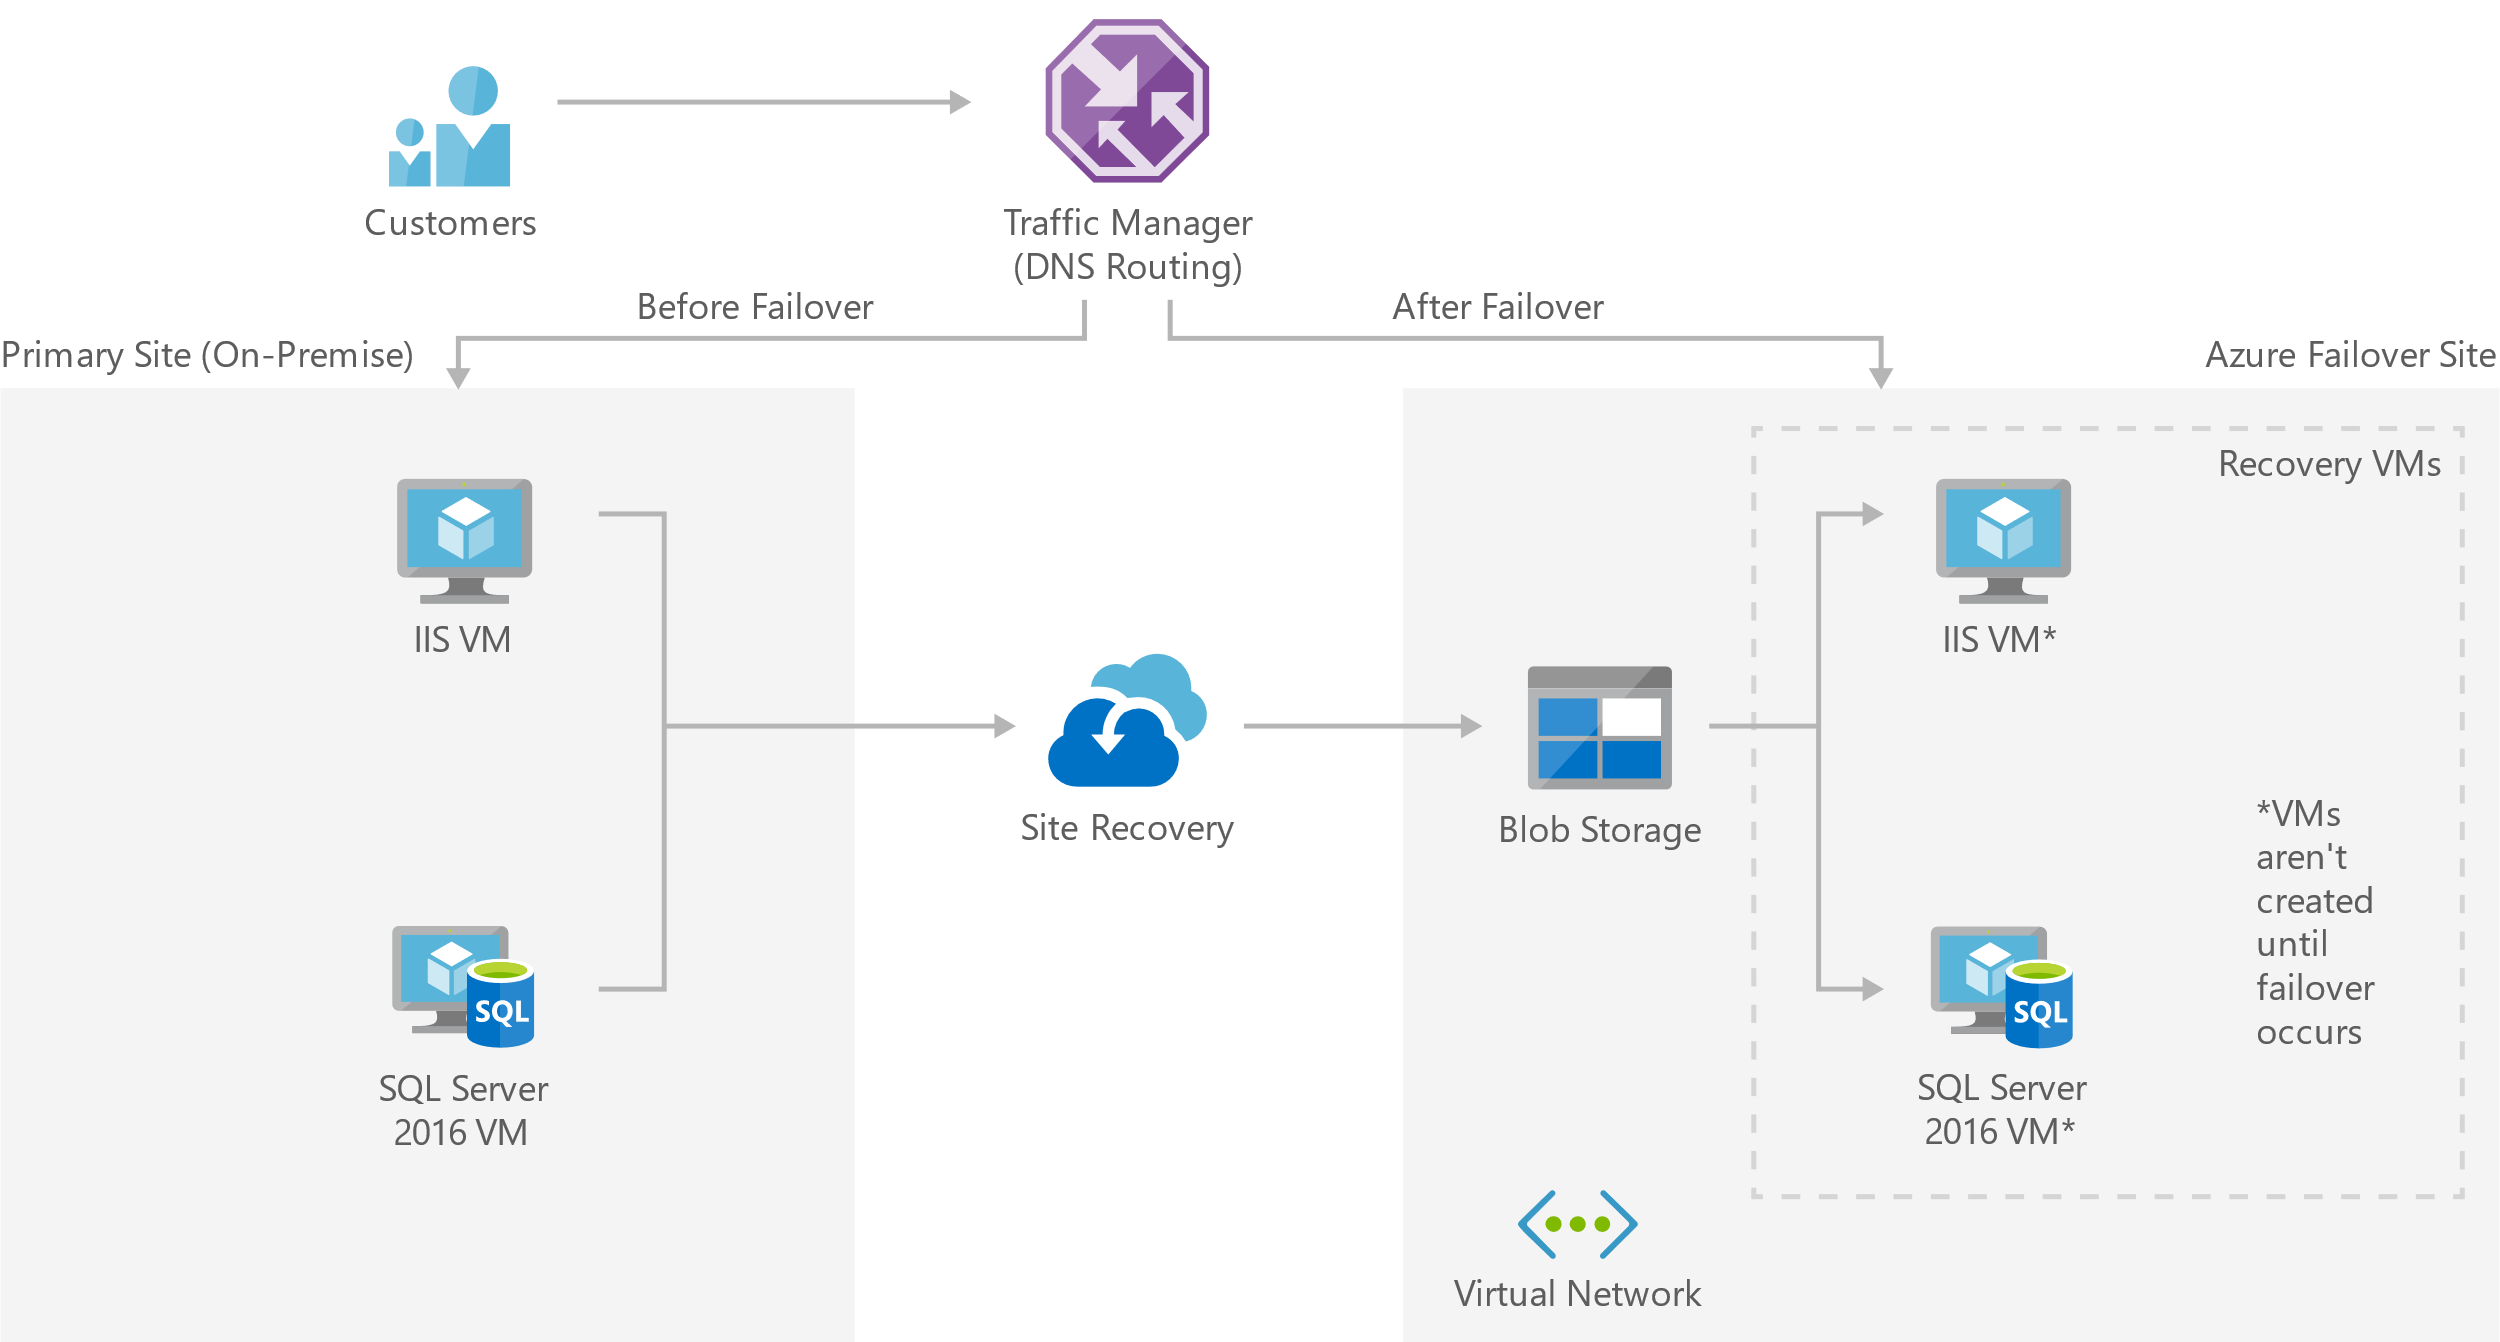 Customers
Traffic Manager
(DNS Routing)
Before Failover
After Failover
Primary Site (On-Premise)
Azure Failover Site
Recovery VMs
IIS VM
IIS VM*
Site Recovery
Blob Storage
*VMs
aren't
created
until
failover
occurs
SQL
SQL Server
2016 VM
SQL
SQL Server
2016 VM*
Virtual Network